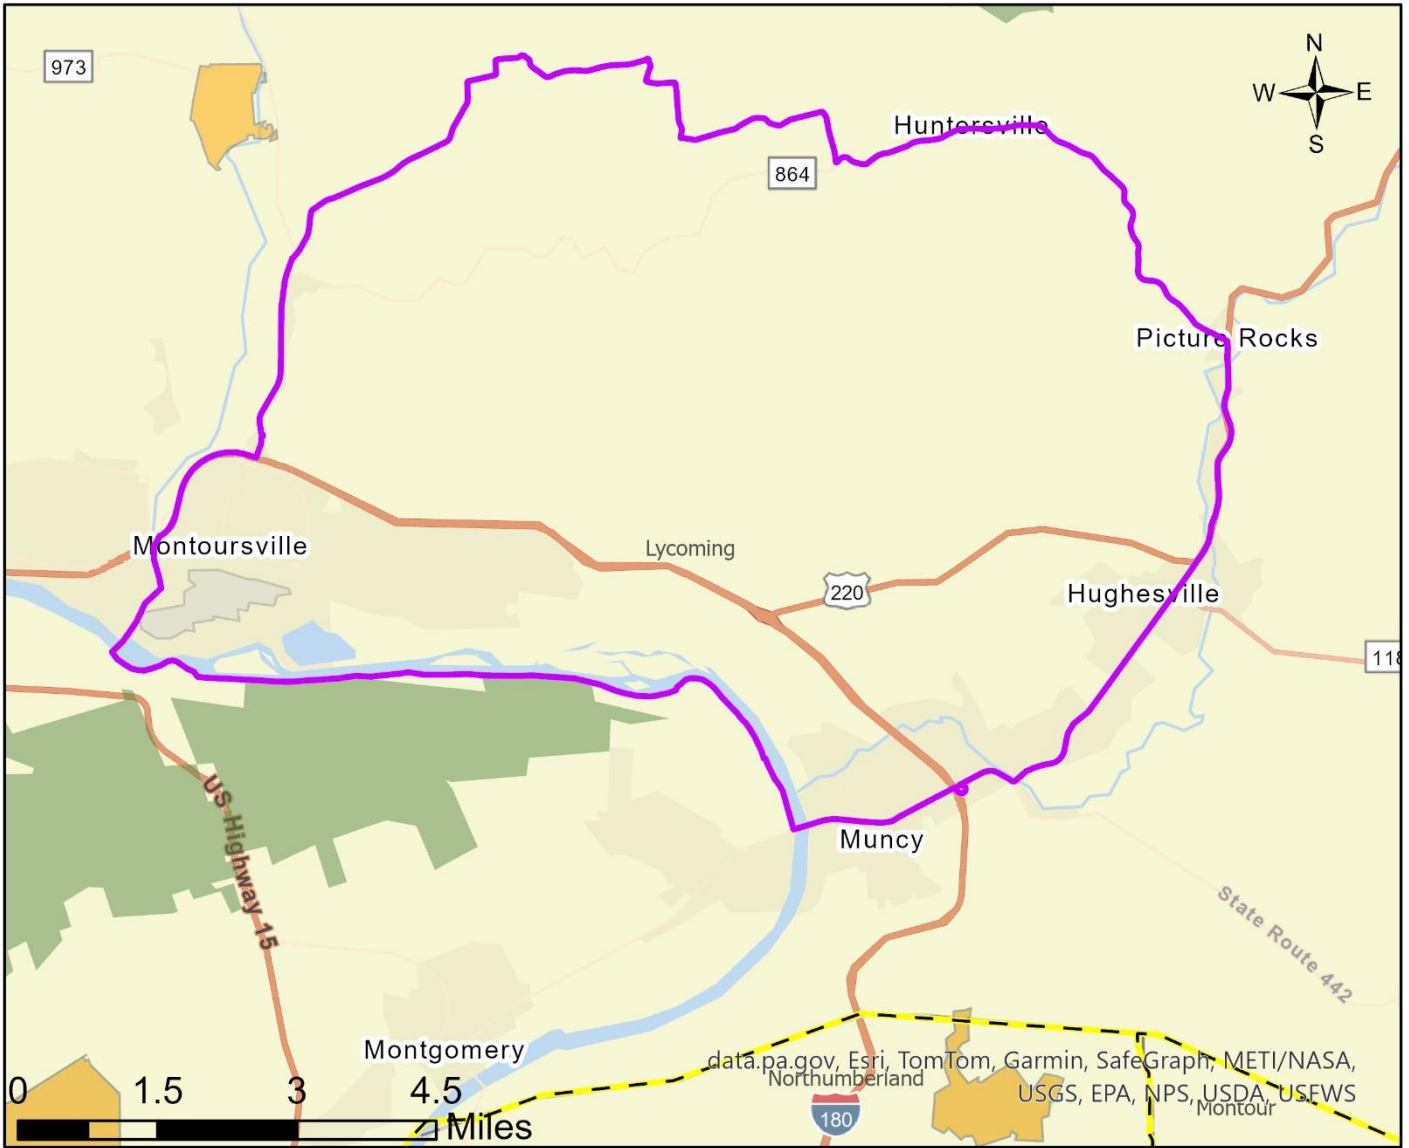 N
973
W E
S
Huntersville
864
Picture Rocks
Montoursville
Lycoming
220
Hughesville
118
Muncy
US Highway 15
State Route 442
Montgomery
data.pa.gov, Esri, TomTom, Garmin, SafeGraph, METI/NASA,
Northumberland
USGS, EPA, NPS, USDA, USFWS
Montour
0 1.5 3 4.5
Miles
180